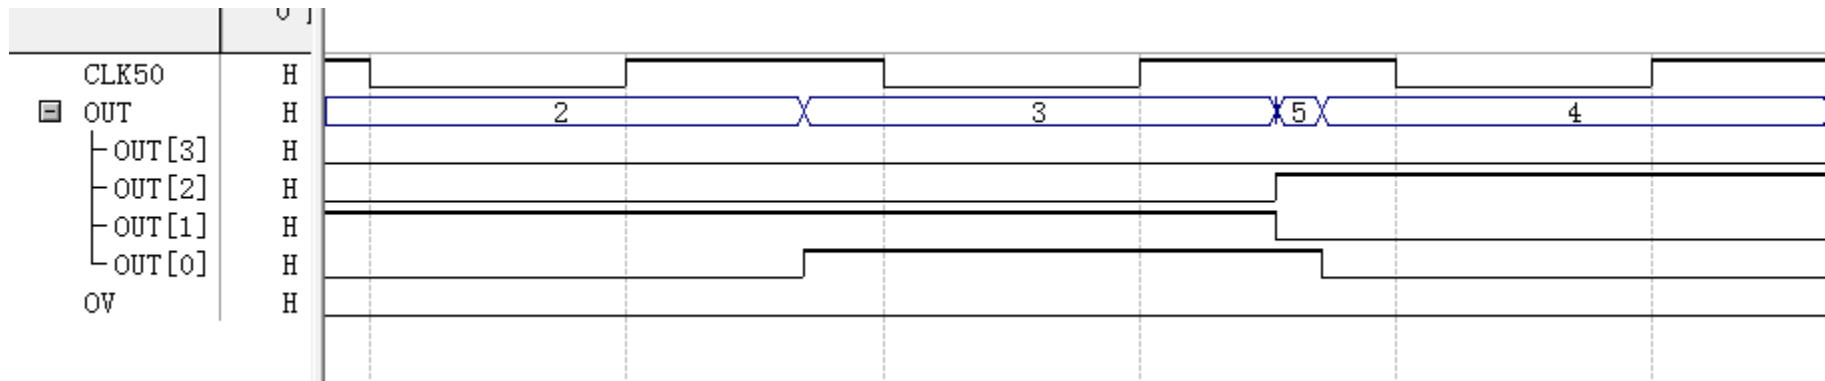 CLK50 H
OUT H 2 3 5 4
OUT[3] H
OUT[2] H
OUT[1] H
OUT[0] H
OV H